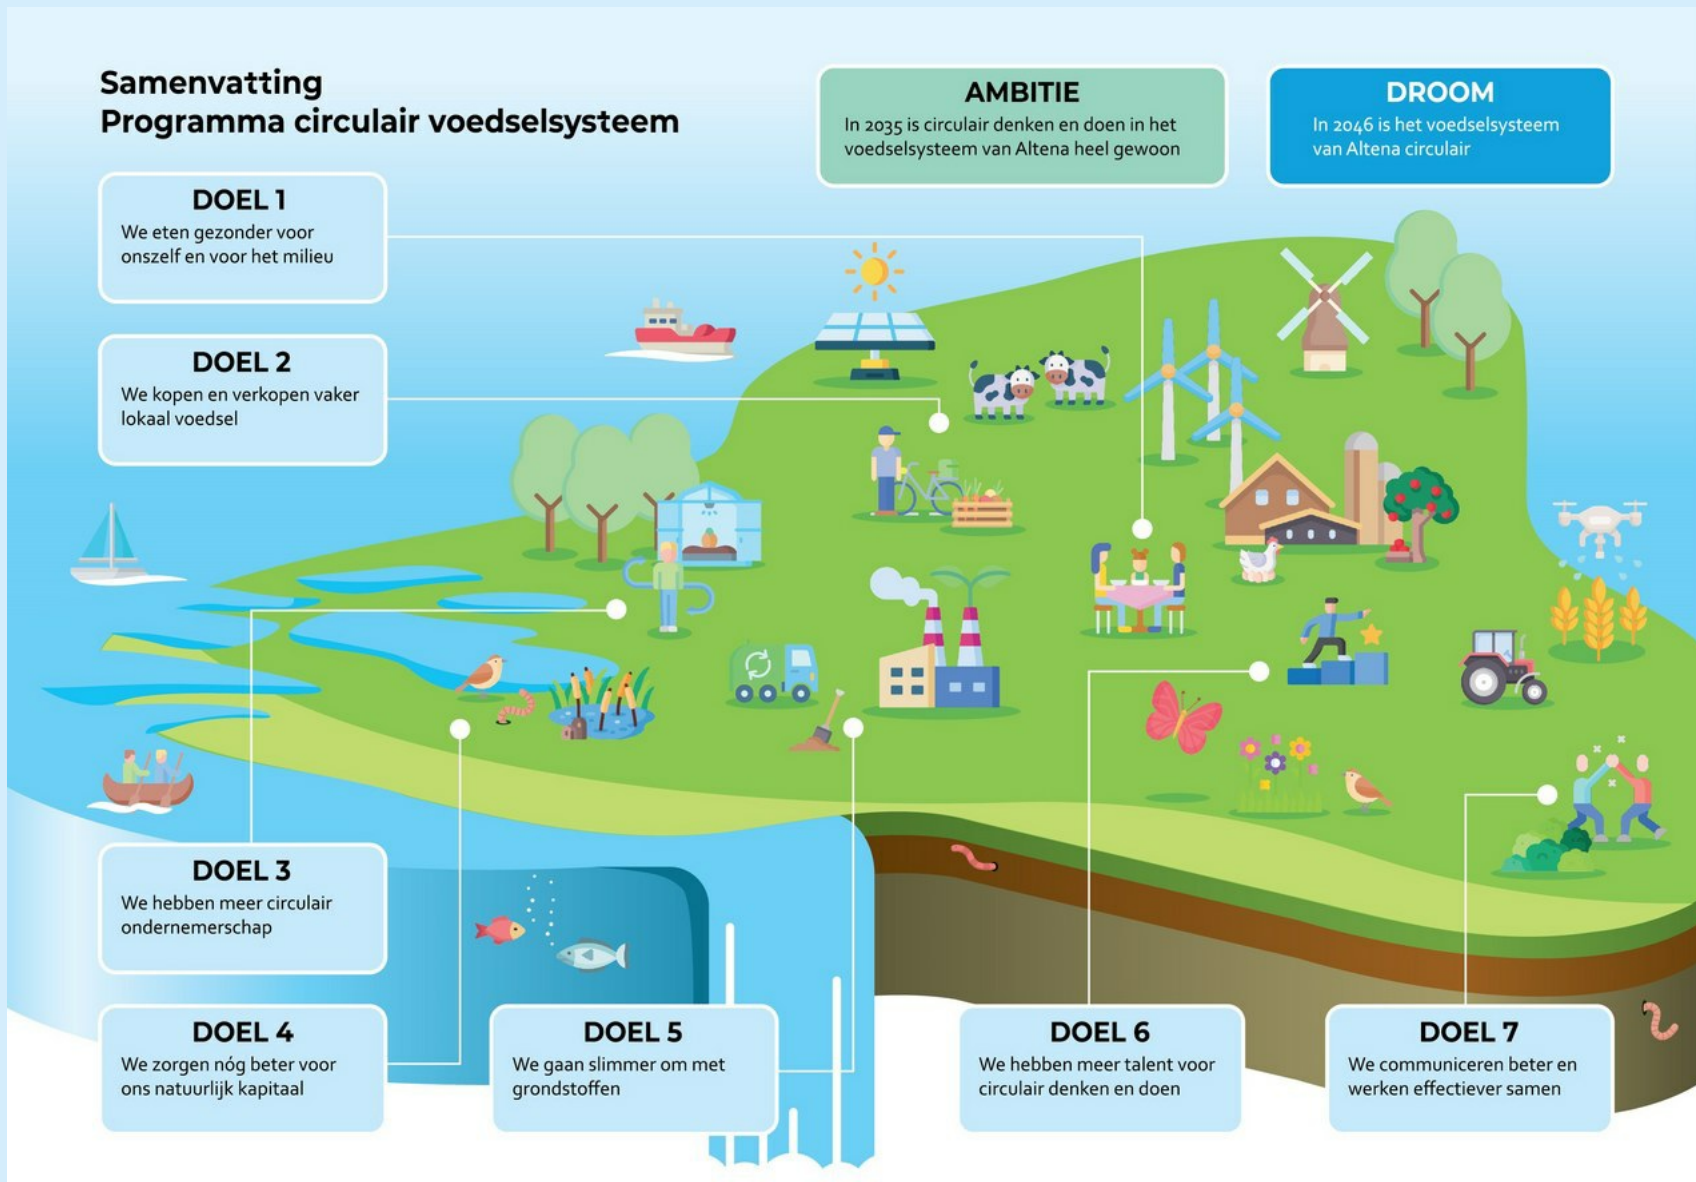 Samenvatting
Programma circulair voedselsysteem
AMBITIE
In 2035 is circulair denken en doen in het
voedselsysteem van Altena heel gewoon
DROOM
In 2046 is het voedselsysteem
van Altena circulair
DOEL 1
We eten gezonder voor
onszelf en voor het milieu
DOEL 2
We kopen en verkopen vaker
lokaal voedsel
DOEL 3
We hebben meer circulair
ondernemerschap
DOEL 4
We zorgen nóg beter voor
ons natuurlijk kapitaal
DOEL 5
We gaan slimmer om met
grondstoffen
DOEL 6
We hebben meer talent voor
circulair denken en doen
DOEL 7
We communiceren beter en
werken effectiever samen